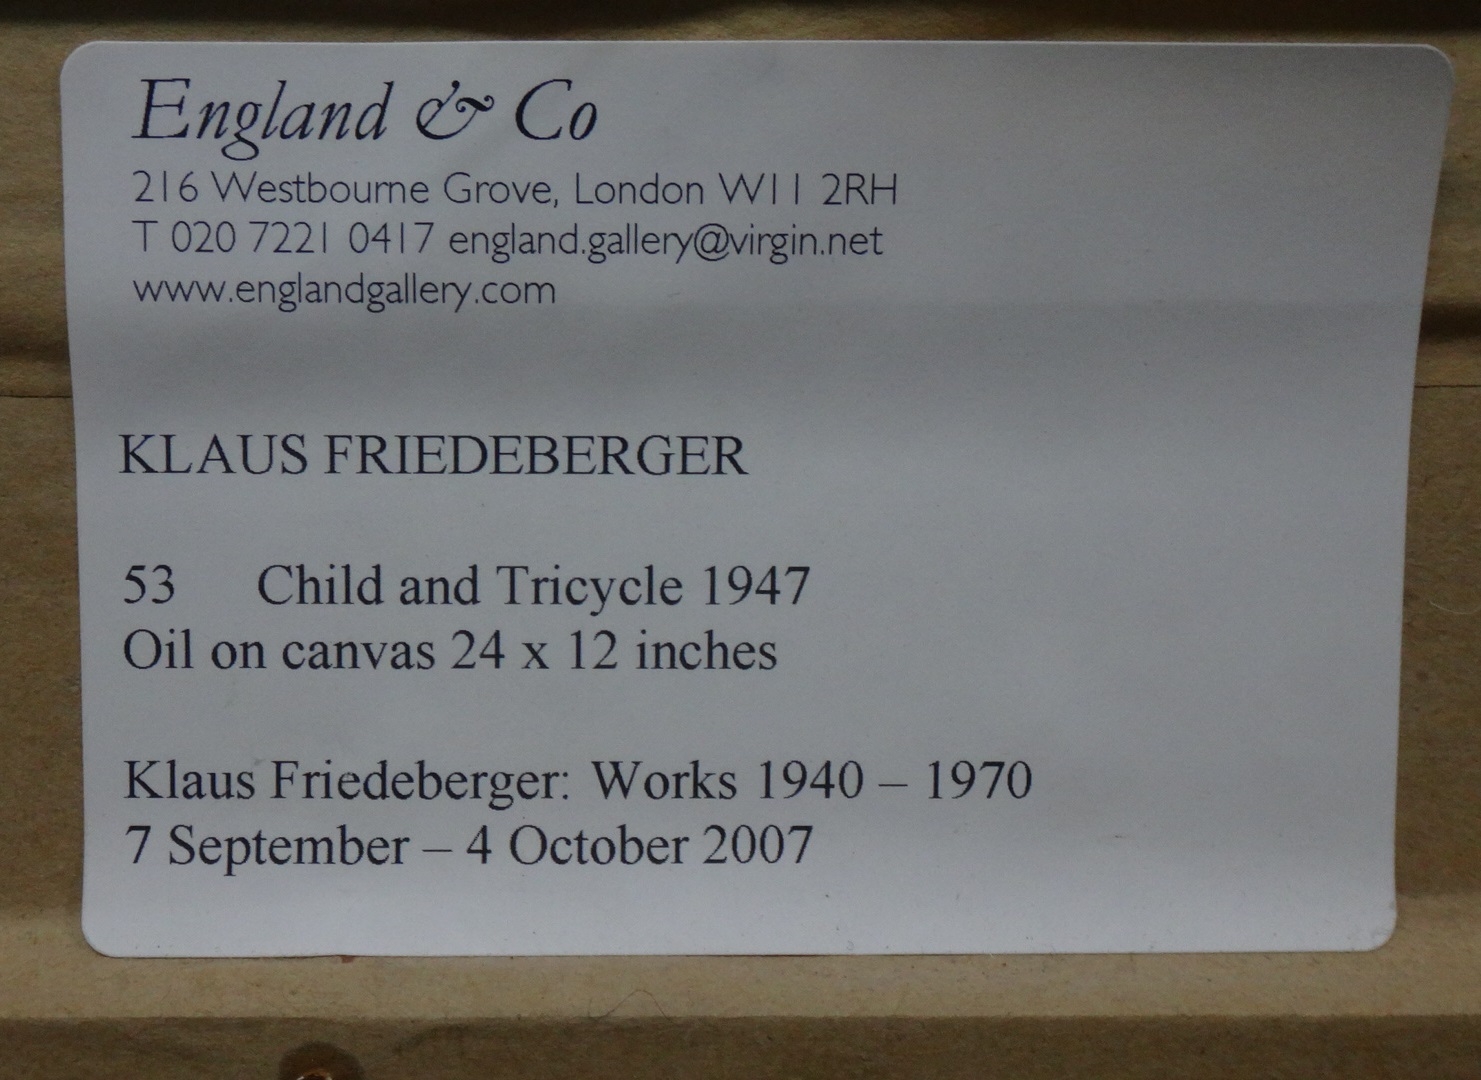 England & Co
216 Westbourne Grove, London W11 2RH
T 020 7221 0417 england.gallery@virgin.net
www.englandgallery.com
KLAUS FRIEDEBERGER
53 Child and Tricycle 1947
Oil on canvas 24 x 12 inches
Klaus Friedeberger: Works 1940 – 1970
7 September – 4 October 2007